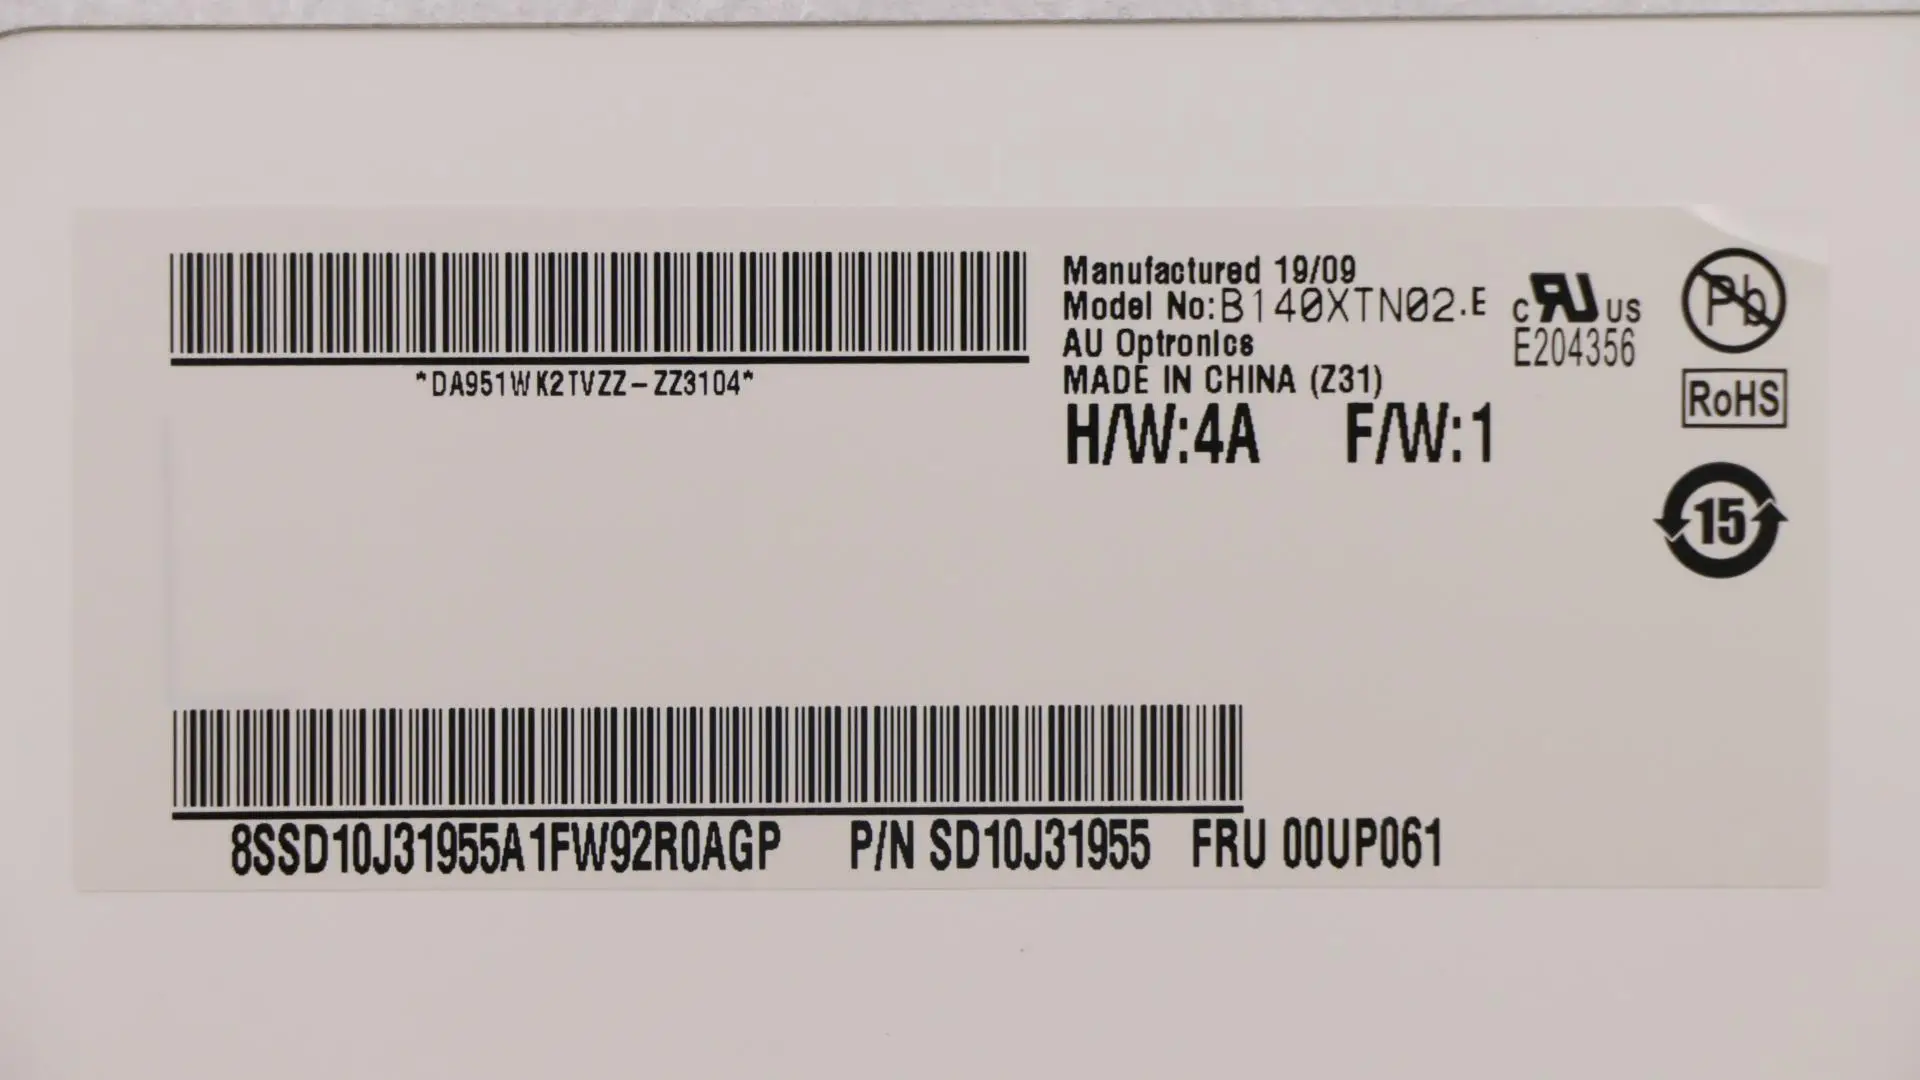 *DA951WK2TVZZ-ZZ3104*
Manufactured 19/09
Model No:B140XTN02.E
AU Optronics
MADE IN CHINA (Z31)
H/W:4A F/W:1
c RU US
E204356
Pb
RoHS
15
8SSD10J31955A1FW92R0AGP P/N SD10J31955 FRU 00UP061